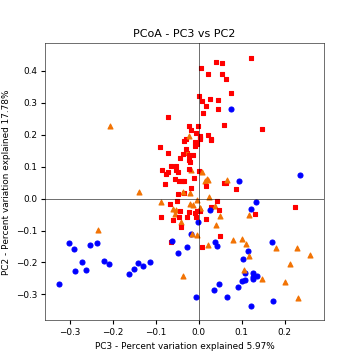 PCoA - PC3 vs PC2
PC2 - Percent variation explained 17.78%
0.4
0.3
0.2
0.1
0.0
−0.1
−0.2
−0.3
−0.3 −0.2 −0.1 0.0 0.1 0.2
PC3 - Percent variation explained 5.97%